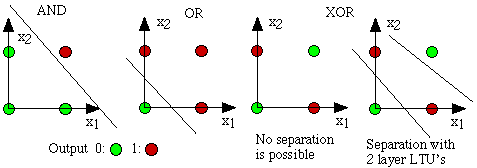 AND
OR
XOR
x2
x2
x2
x2
x1
x1
x1
x1
Output 0: 1:
No separation
is possible
Separation with
2 layer LTU's